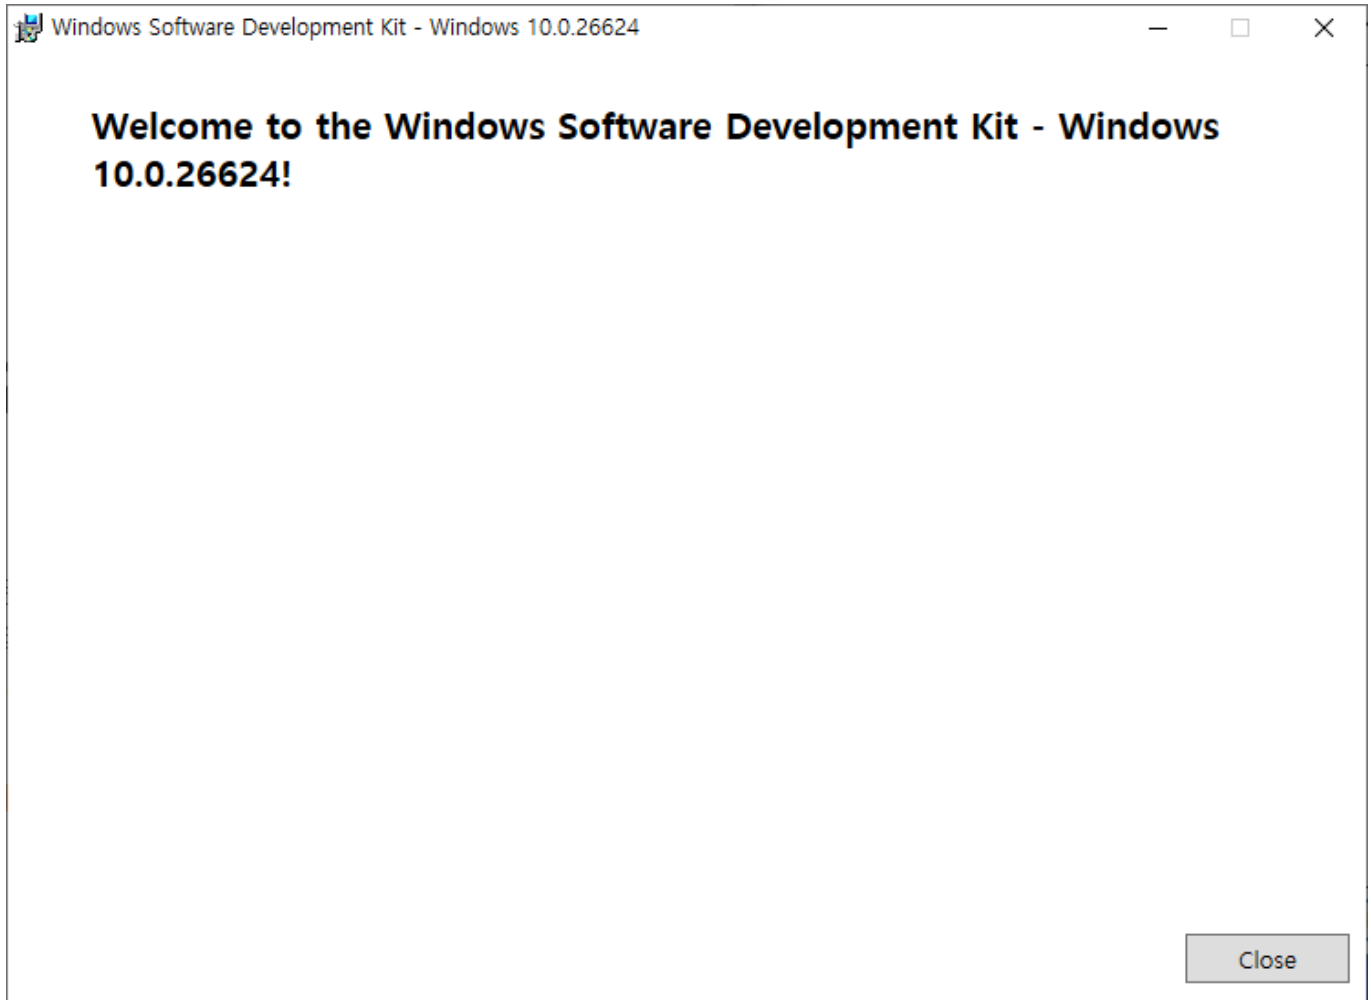 Windows Software Development Kit - Windows 10.0.26624
Welcome to the Windows Software Development Kit - Windows
10.0.26624!
Close